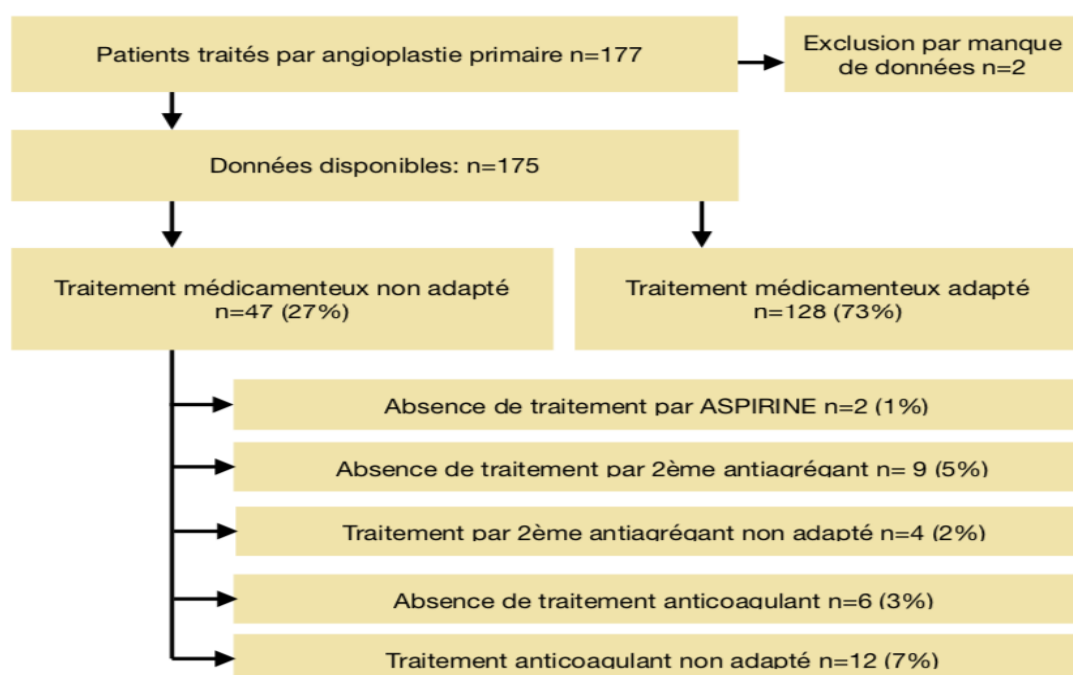 Patients traités par angioplastie primaire n=177
Exclusion par manque
de données n=2
Données disponibles: n=175
Traitement médicamenteux non adapté
n=47 (27%)
Traitement médicamenteux adapté
n=128 (73%)
Absence de traitement par ASPIRINE n=2 (1%)
Absence de traitement par 2ème antiagrégant n= 9 (5%)
Traitement par 2ème antiagrégant non adapté n=4 (2%)
Absence de traitement anticoagulant n=6 (3%)
Traitement anticoagulant non adapté n=12 (7%)